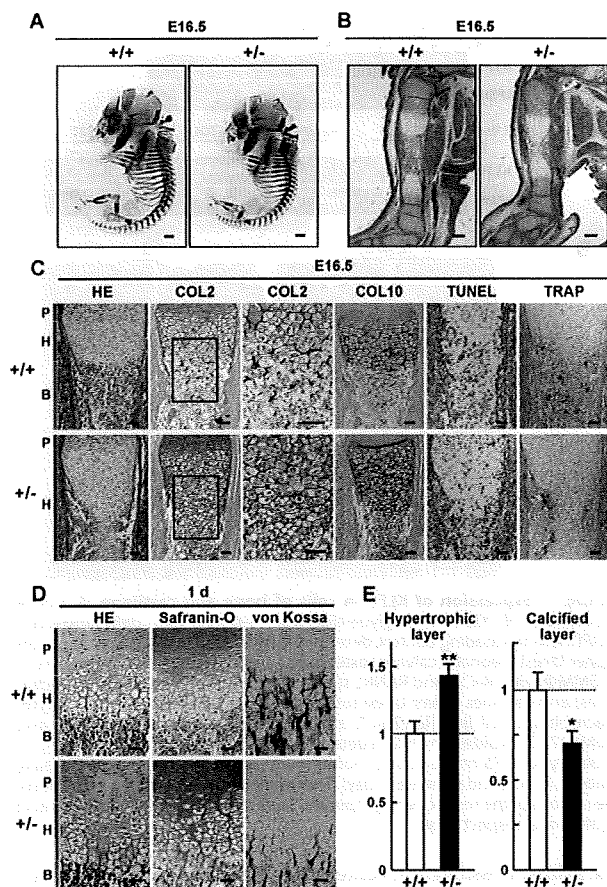 A
E16.5
+/+ +/-
B
E16.5
+/+ +/-
C
E16.5
HE COL2 COL2 COL10 TUNEL TRAP
P
H
+/+
B
P
+/-
H
D
1 d
HE Safranin-O von Kossa
P
+/+
H
B
P
+/-
H
B
E
Hypertrophic layer
Calcified layer
1.5
1
0.5
0
**
+/+ +/-
1
0.5
0
*
+/+ +/-